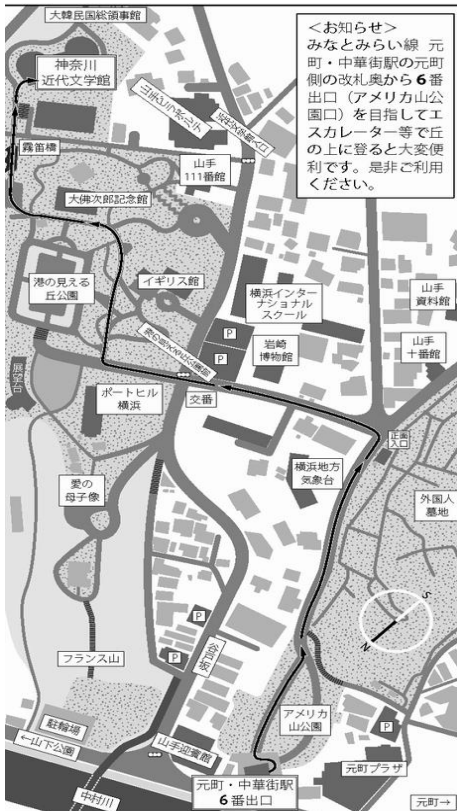 大韓民国総領事館
神奈川
近代文学館
<お知らせ>
みなとみらい線 元
町・中華街駅の元町
側の改札奥から6番
出口(アメリカ山公
園口)を目指してエ
スカレーター等で丘
の上に登ると大変便
利です。是非ご利用
ください。
霧笛橋
山手
111番館
大佛次郎記念館
イギリス館
港の見える
丘公園
横浜インター
ナショナル
スクール
山手
資料館
山手
十番館
岩崎
博物館
P
P
展望台
ポートヒル
横浜
交番
正面
入口
横浜地方
気象台
外国人
墓地
愛の
母子像
S
N
谷戸坂
フランス山
P
P
アメリカ
山公園
P
駐輪場
←山下公園
山手迎賓館
元町プラザ
中村川
元町・中華街駅
6番出口
元町→